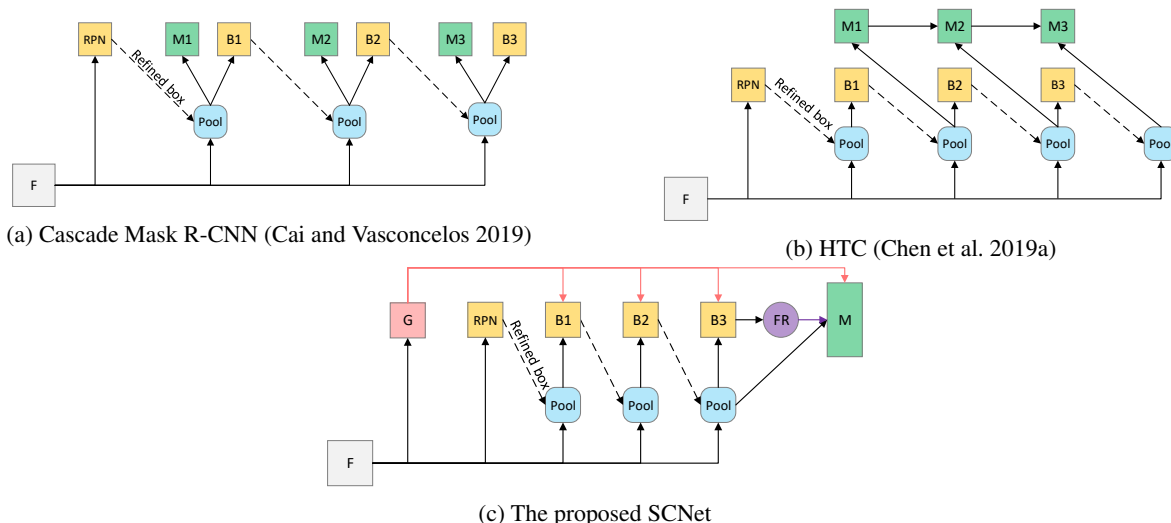 RPN M1 B1 M2 B2 M3 B3
Refined box
Pool Pool Pool
F
(a) Cascade Mask R-CNN (Cai and Vasconcelos 2019)
M1 M2 M3
RPN B1 B2 B3
Refined box
Pool Pool Pool Pool
F
(b) HTC (Chen et al. 2019a)
G RPN B1 B2 B3 FR M
Refined box
Pool Pool Pool
F
(c) The proposed SCNet